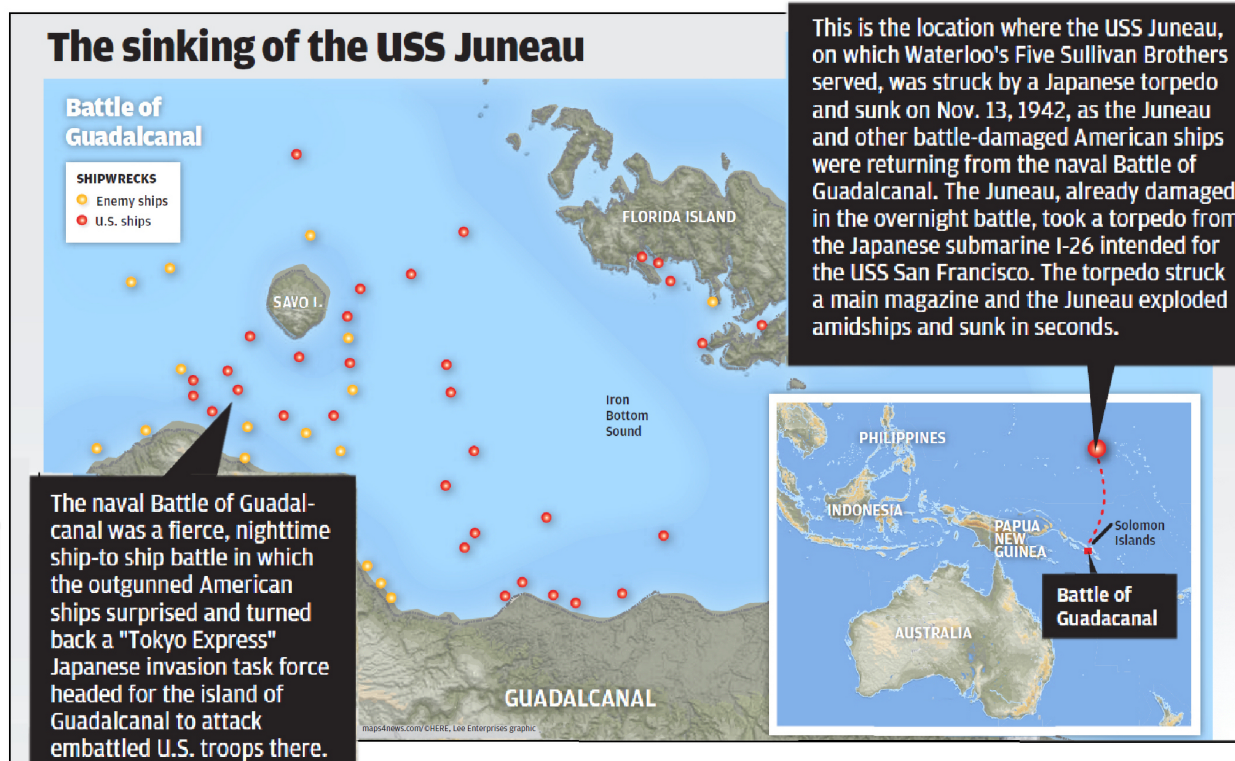 The sinking of the USS Juneau
This is the location where the USS Juneau,
on which Waterloo's Five Sullivan Brothers
served, was struck by a Japanese torpedo
and sunk on Nov. 13, 1942, as the Juneau
and other battle-damaged American ships
were returning from the naval Battle of
Guadalcanal. The Juneau, already damaged
in the overnight battle, took a torpedo from
the Japanese submarine I-26 intended for
the USS San Francisco. The torpedo struck
a main magazine and the Juneau exploded
amidships and sunk in seconds.
Battle of
Guadalcanal
SHIPWRECKS
Enemy ships
U.S. ships
FLORIDA ISLAND
SAVO I.
Iron
Bottom
Sound
PHILIPPINES
INDONESIA
PAPUA
NEW
GUINEA
Solomon
Islands
Battle of
Guadacanal
AUSTRALIA
The naval Battle of Guadal-
canal was a fierce, nighttime
ship-to ship battle in which
the outgunned American
ships surprised and turned
back a "Tokyo Express"
Japanese invasion task force
headed for the island of
Guadalcanal to attack
embattled U.S. troops there.
GUADALCANAL
maps4news.com/©HERE, Lee Enterprises graphic